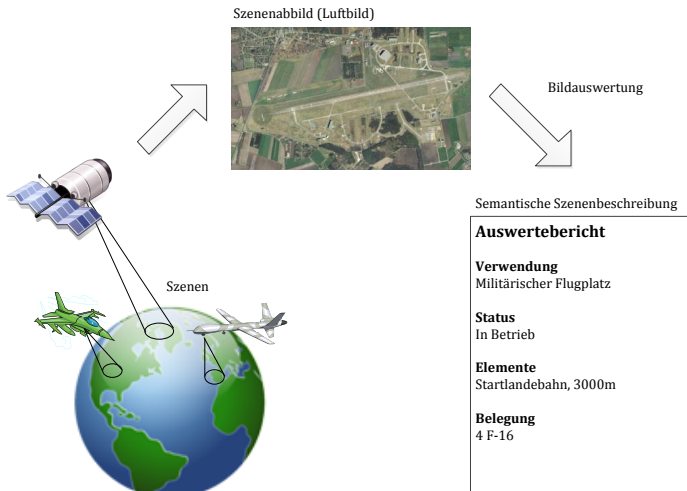 Szenenabbild (Luftbild)
Bildauswertung
Semantische Szenenbeschreibung
Auswertebericht
Verwendung
Militärischer Flugplatz
Status
In Betrieb
Elemente
Startlandebahn, 3000m
Belegung
4 F-16
Szenen